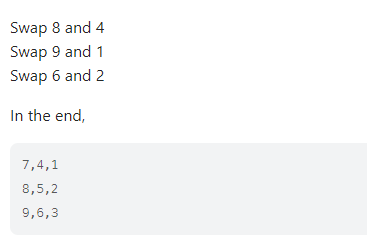 Swap 8 and 4
Swap 9 and 1
Swap 6 and 2
In the end,
7,4,1
8,5,2
9,6,3